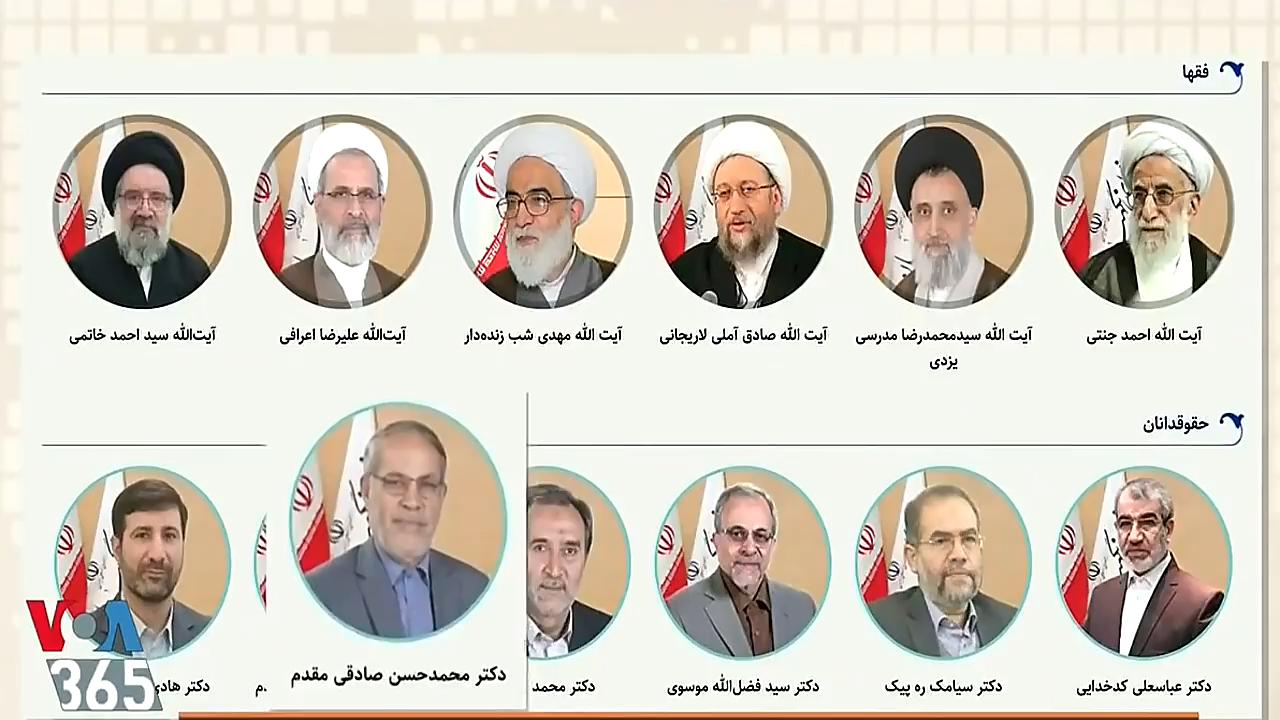 فقها
آیت الله احمد جنتی
آیت الله سیدمحمدرضا مدرسی
یزدی
آیت الله صادق آملی لاریجانی
آیت الله مهدی شب زنده‌دار
آیت‌الله علیرضا اعرافی
آیت‌الله سید احمد خاتمی
حقوقدانان
دکتر عباسعلی کدخدایی
دکتر سیامک ره پیک
دکتر سید فضل‌الله موسوی
دکتر محمد
دکتر محمدحسن صادقی مقدم
دکتر هادی
VOA
365